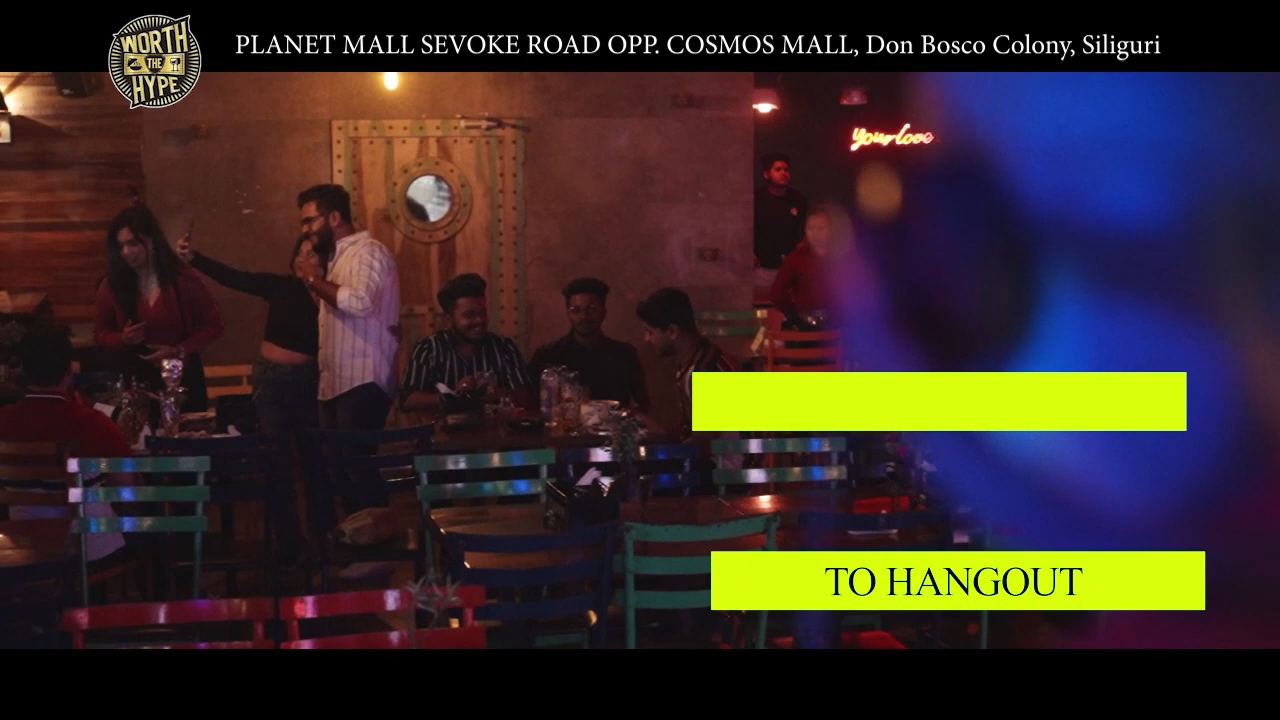 WORTH
THE
HYPE
PLANET MALL SEVOKE ROAD OPP. COSMOS MALL, Don Bosco Colony, Siliguri
your love
TO HANGOUT